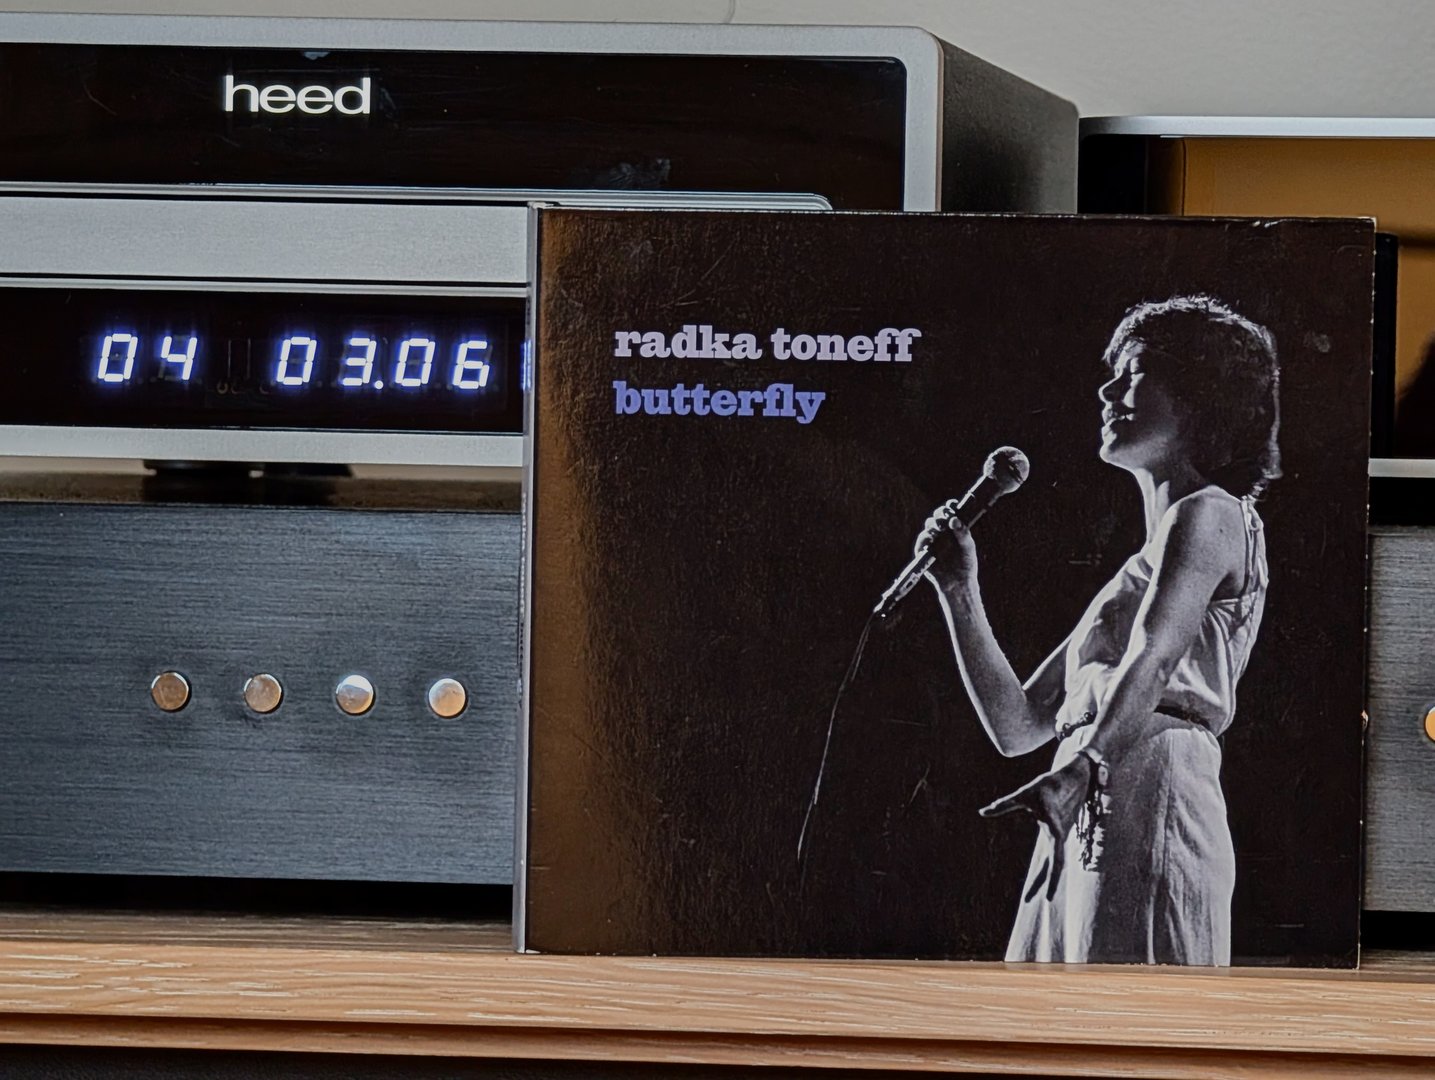 heed
04 03.06
radka toneff
butterfly